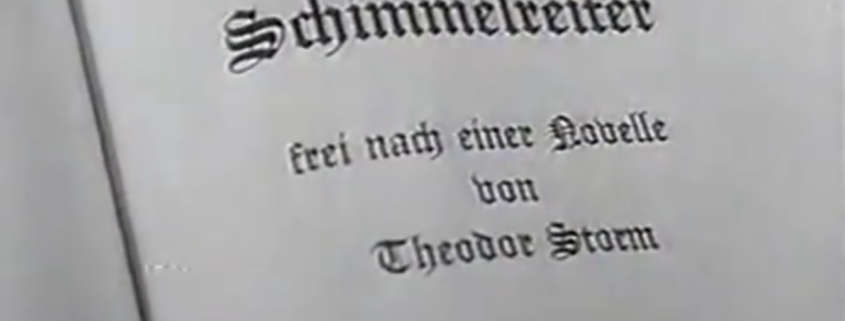 Schimmelreiter
frei nach einer Novelle
von
Theodor Storm